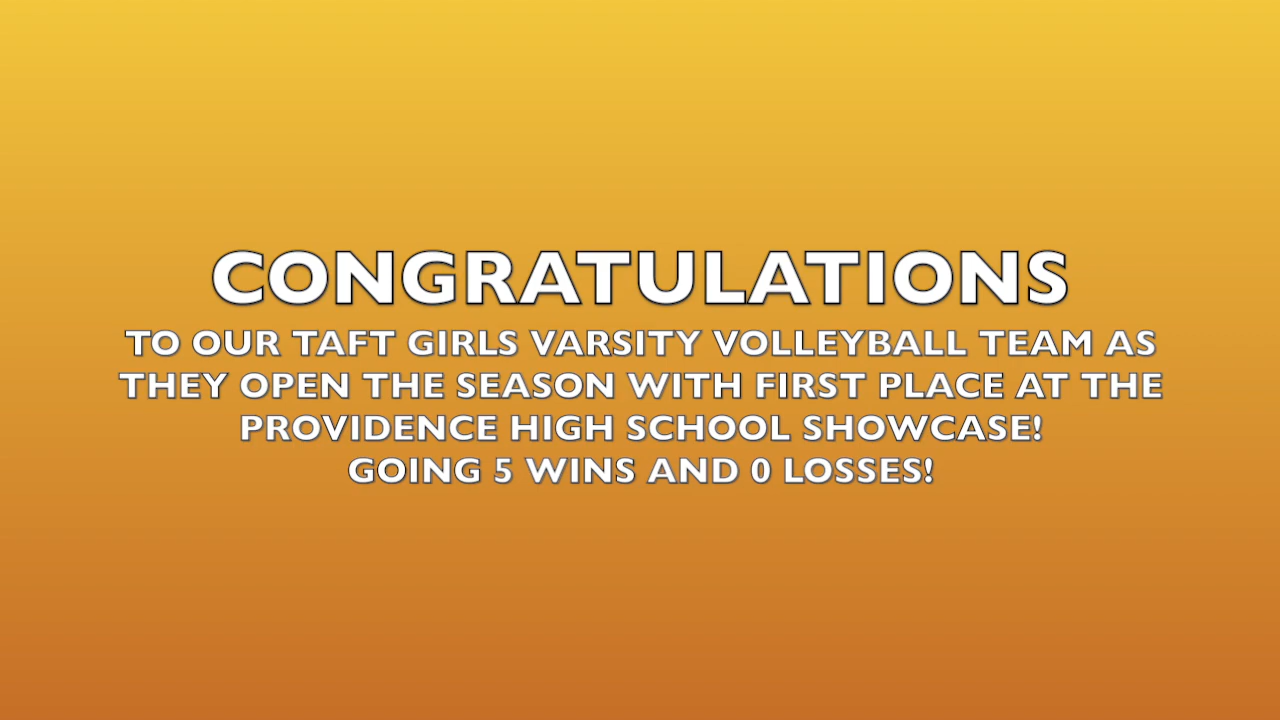 CONGRATULATIONS
TO OUR TAFT GIRLS VARSITY VOLLEYBALL TEAM AS
THEY OPEN THE SEASON WITH FIRST PLACE AT THE
PROVIDENCE HIGH SCHOOL SHOWCASE!
GOING 5 WINS AND 0 LOSSES!